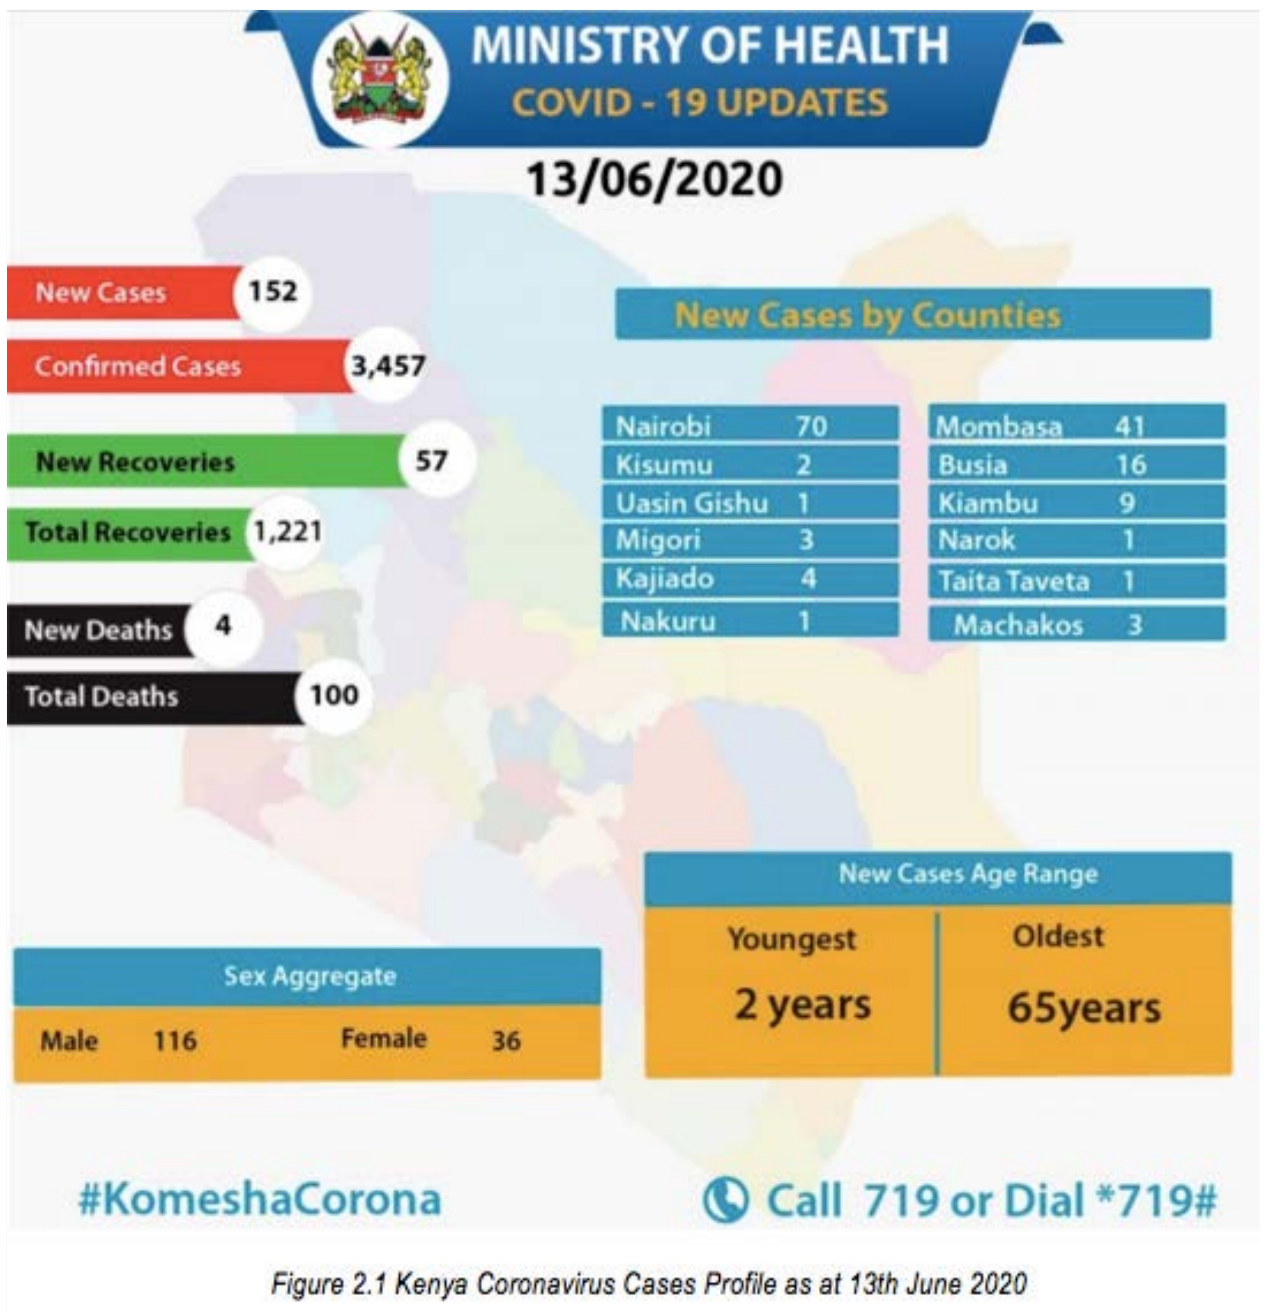 MINISTRY OF HEALTH
COVID - 19 UPDATES
13/06/2020
New Cases 152
Confirmed Cases 3,457
New Recoveries 57
Total Recoveries 1,221
New Deaths 4
Total Deaths 100
New Cases by Counties
Nairobi 70
Kisumu 2
Uasin Gishu 1
Migori 3
Kajiado 4
Nakuru 1
Mombasa 41
Busia 16
Kiambu 9
Narok 1
Taita Taveta 1
Machakos 3
Sex Aggregate
Male 116 Female 36
New Cases Age Range
Youngest Oldest
2 years 65years
#KomeshaCorona
Call 719 or Dial *719#
Figure 2.1 Kenya Coronavirus Cases Profile as at 13th June 2020